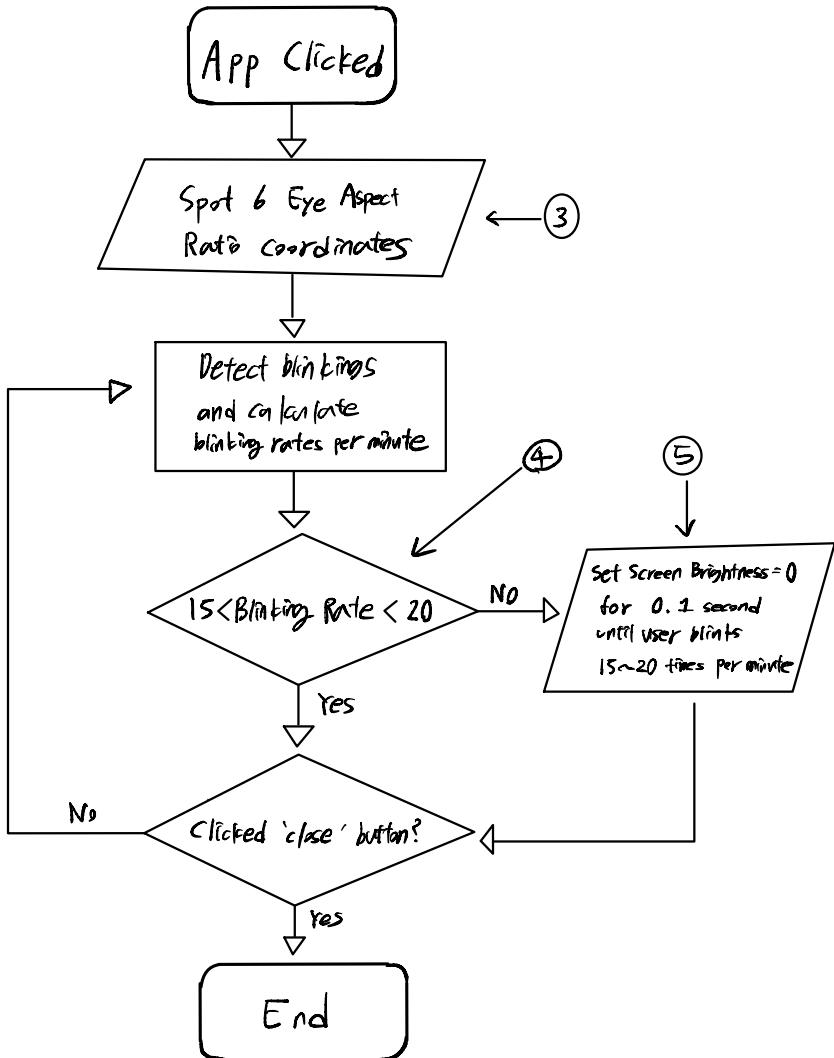 App Clicked
Spot 6 Eye Aspect
Ratio coordinates
③
Detect blinkings
and calculate
blinking rates per minute
④
⑤
15<Blinking Rate < 20
NO
Set Screen Brightness=0
for 0.1 second
until user blinks
15~20 times per minute
Yes
No
Clicked 'close' button?
Yes
End